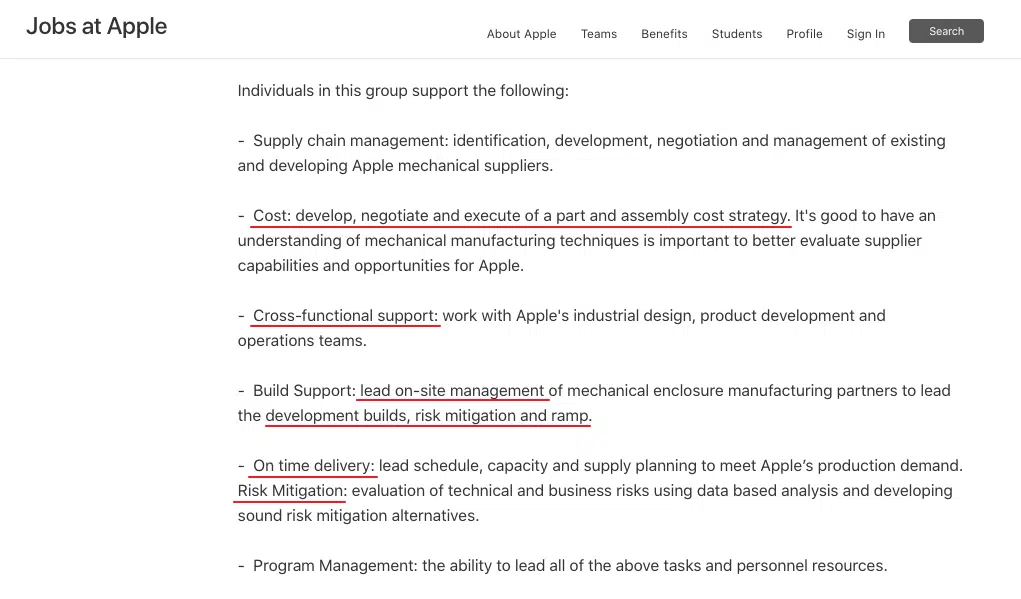 Jobs at Apple
About Apple Teams Benefits Students Profile Sign In Search
Individuals in this group support the following:
- Supply chain management: identification, development, negotiation and management of existing
and developing Apple mechanical suppliers.
- Cost: develop, negotiate and execute of a part and assembly cost strategy. It's good to have an
understanding of mechanical manufacturing techniques is important to better evaluate supplier
capabilities and opportunities for Apple.
- Cross-functional support: work with Apple's industrial design, product development and
operations teams.
- Build Support: lead on-site management of mechanical enclosure manufacturing partners to lead
the development builds, risk mitigation and ramp.
- On time delivery: lead schedule, capacity and supply planning to meet Apple’s production demand.
Risk Mitigation: evaluation of technical and business risks using data based analysis and developing
sound risk mitigation alternatives.
- Program Management: the ability to lead all of the above tasks and personnel resources.